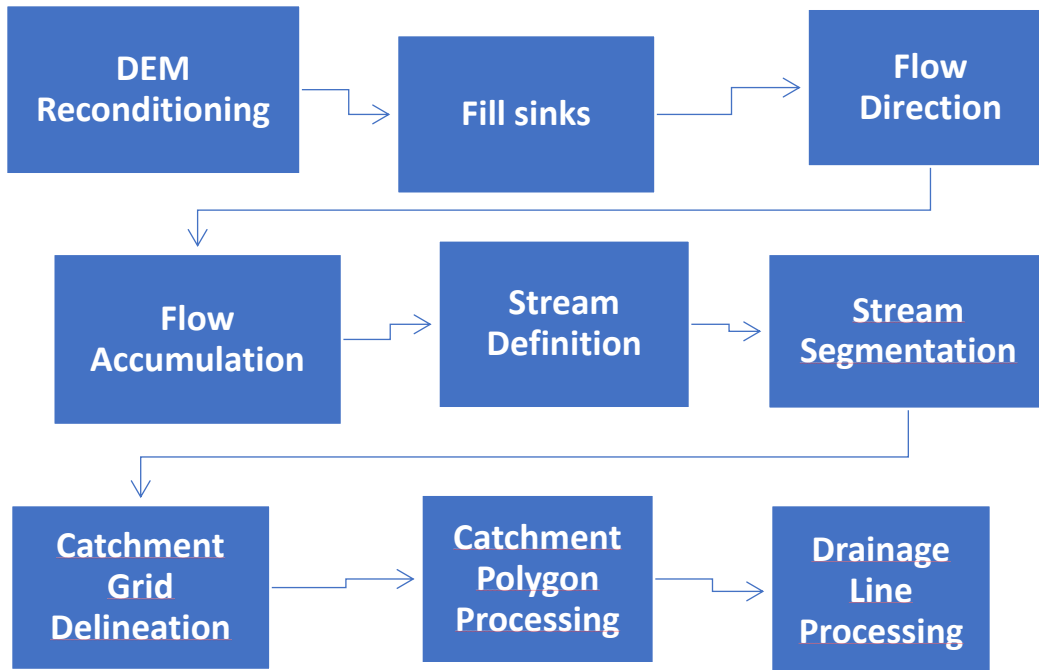 DEM
Reconditioning
Fill sinks
Flow
Direction
Flow
Accumulation
Stream
Definition
Stream
Segmentation
Catchment
Grid
Delineation
Catchment
Polygon
Processing
Drainage
Line
Processing